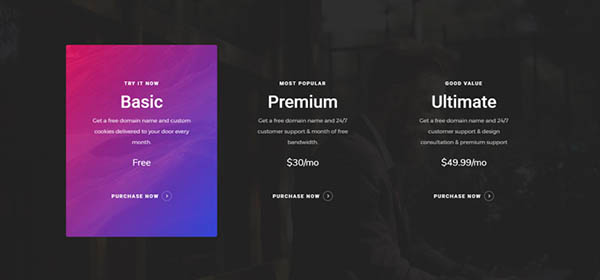 TRY IT NOW
Basic
Get a free domain name and custom
cookies delivered to your door every
month.
Free
PURCHASE NOW
MOST POPULAR
Premium
Get a free domain name and 24/7
customer support & month of free
bandwidth.
$30/mo
PURCHASE NOW
GOOD VALUE
Ultimate
Get a free domain name and 24/7
customer support & design
consultation & premium support
$49.99/mo
PURCHASE NOW